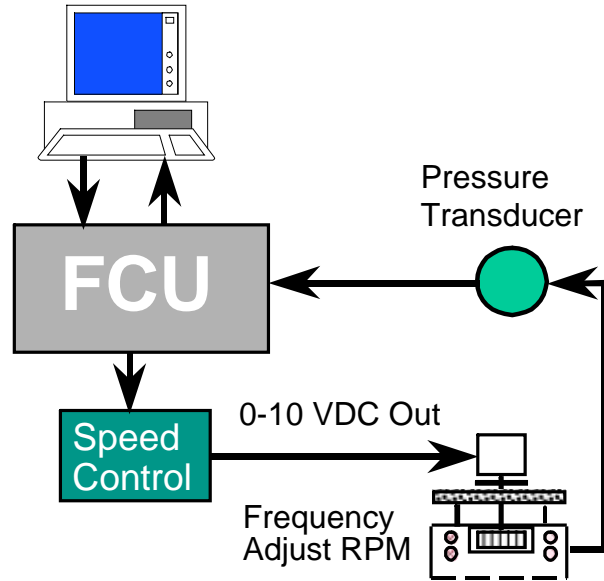 Pressure
Transducer
FCU
0-10 VDC Out
Speed
Control
Frequency
Adjust RPM